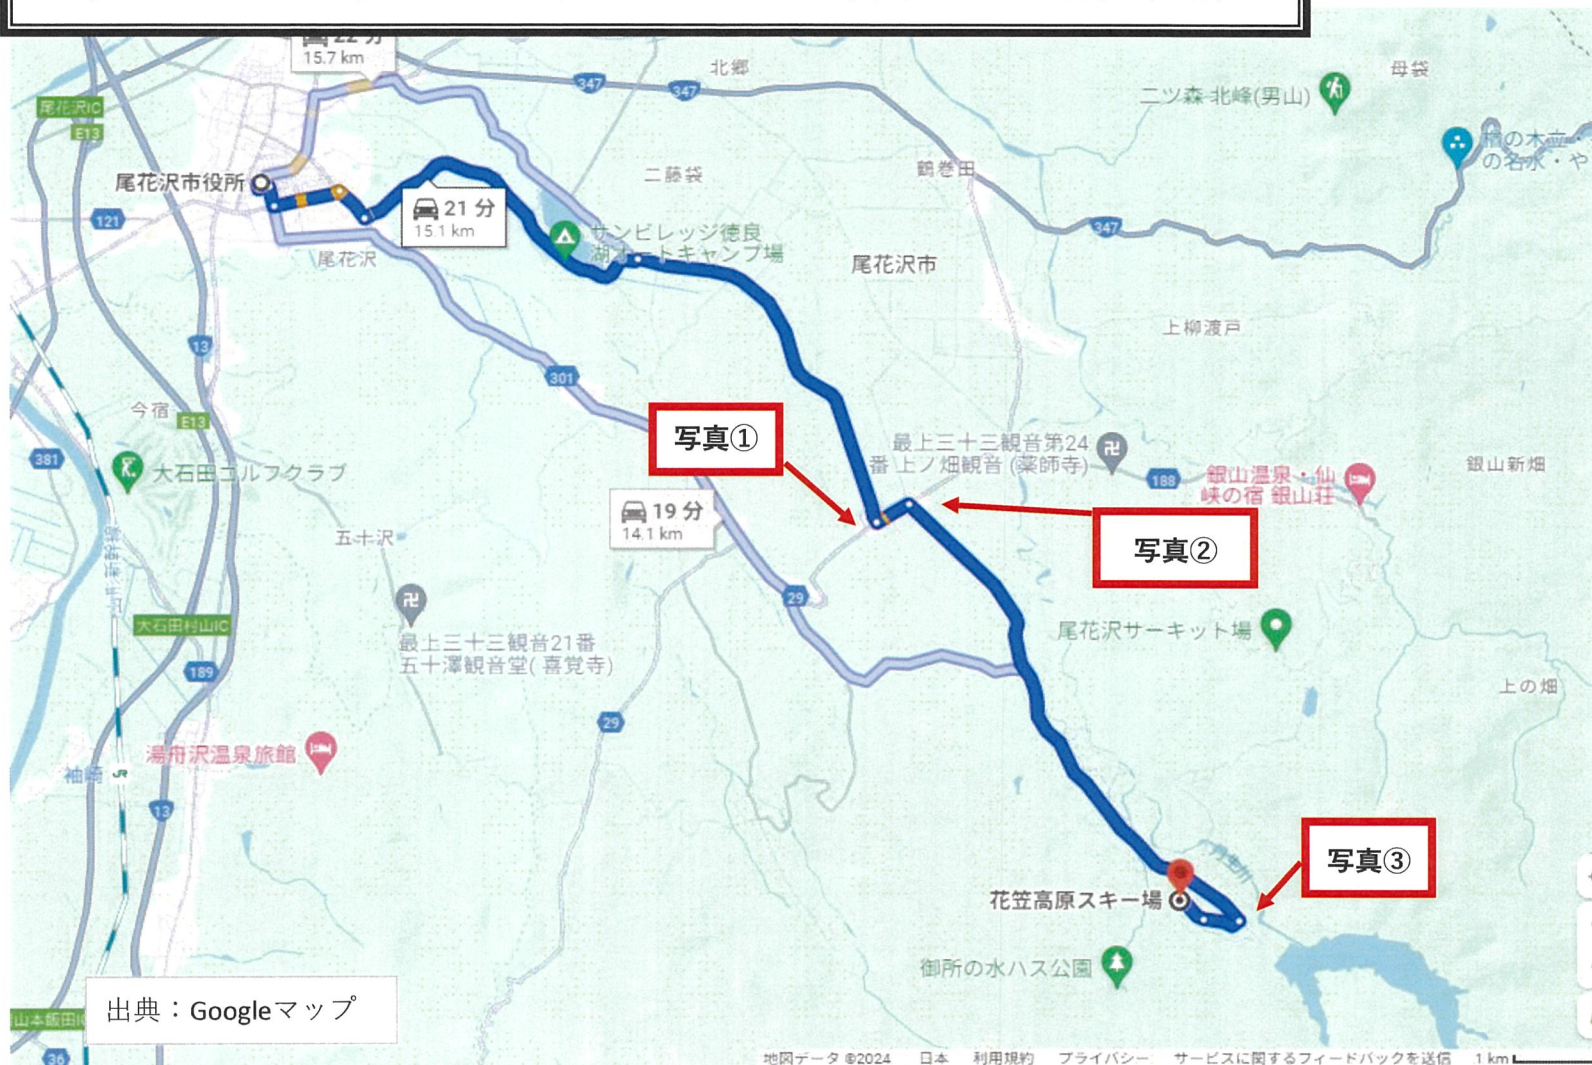 22 分
15.7 km
北郷
母袋
347
347
二ツ森 北峰(男山)
尾花沢IC
E13
の名水・や
二藤袋
鶴巻田
尾花沢市役所
21 分
15.1 km
121
347
サンビレッジ徳良
湖オートキャンプ場
尾花沢
尾花沢市
上柳渡戸
13
301
今宿
E13
写真①
最上三十三観音第24
番 上ノ畑観音 (薬師寺)
381
大石田ゴルフクラブ
188
銀山温泉・仙
峡の宿 銀山荘
銀山新畑
19 分
14.1 km
五十沢
写真②
山形新幹線
29
大石田村山IC
最上三十三観音21番
五十澤観音堂( 喜覚寺)
尾花沢サーキット場
189
上の畑
29
湯舟沢温泉旅館
袖崎
JR
13
写真③
花笠高原スキー場
御所の水ハス公園
出典：Googleマップ
36
地図データ ©2024
日本
利用規約
プライバシー
サービスに関するフィードバックを送信
1 km